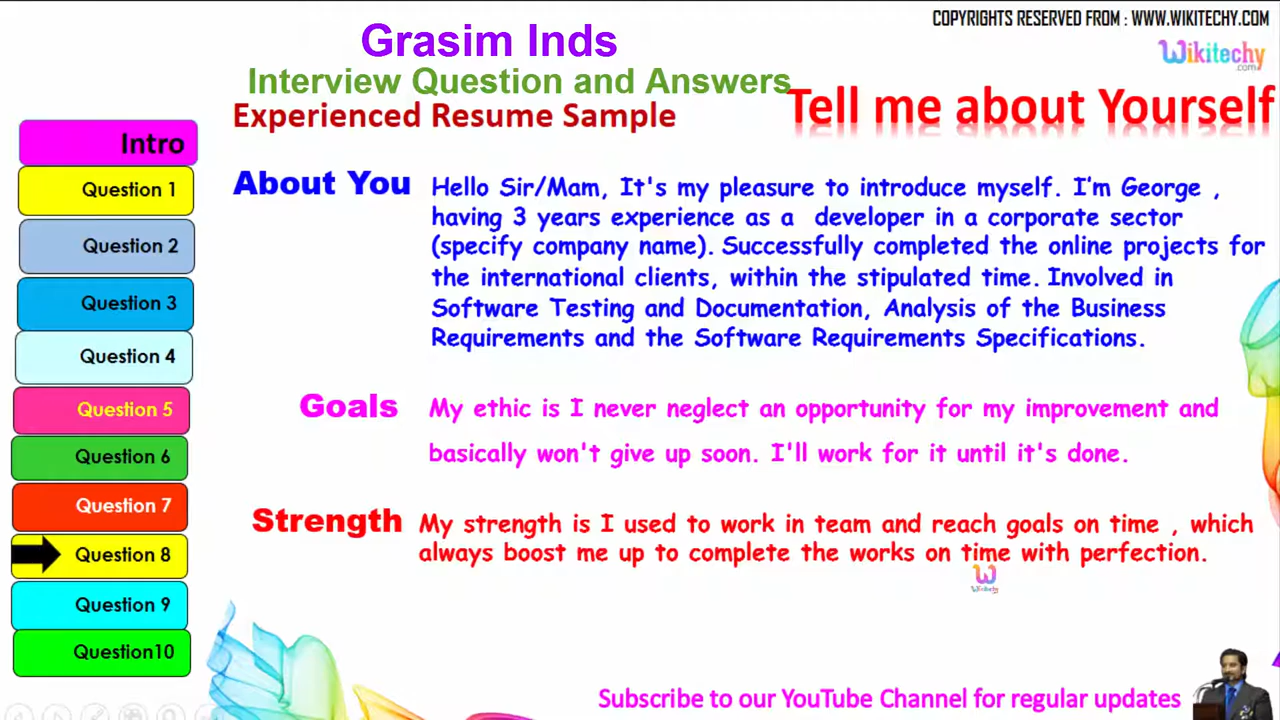 COPYRIGHTS RESERVED FROM : WWW.WIKITECHY.COM
Grasim Inds
Wikitechy
.com
Interview Question and Answers
Experienced Resume Sample
Tell me about Yourself
Intro
Question 1
Question 2
Question 3
Question 4
Question 5
Question 6
Question 7
Question 8
Question 9
Question10
About You
Hello Sir/Mam, It's my pleasure to introduce myself. I’m George ,
having 3 years experience as a developer in a corporate sector
(specify company name). Successfully completed the online projects for
the international clients, within the stipulated time. Involved in
Software Testing and Documentation, Analysis of the Business
Requirements and the Software Requirements Specifications.
Goals
My ethic is I never neglect an opportunity for my improvement and
basically won't give up soon. I'll work for it until it's done.
Strength
My strength is I used to work in team and reach goals on time , which
always boost me up to complete the works on time with perfection.
Wikitechy
Subscribe to our YouTube Channel for regular updates